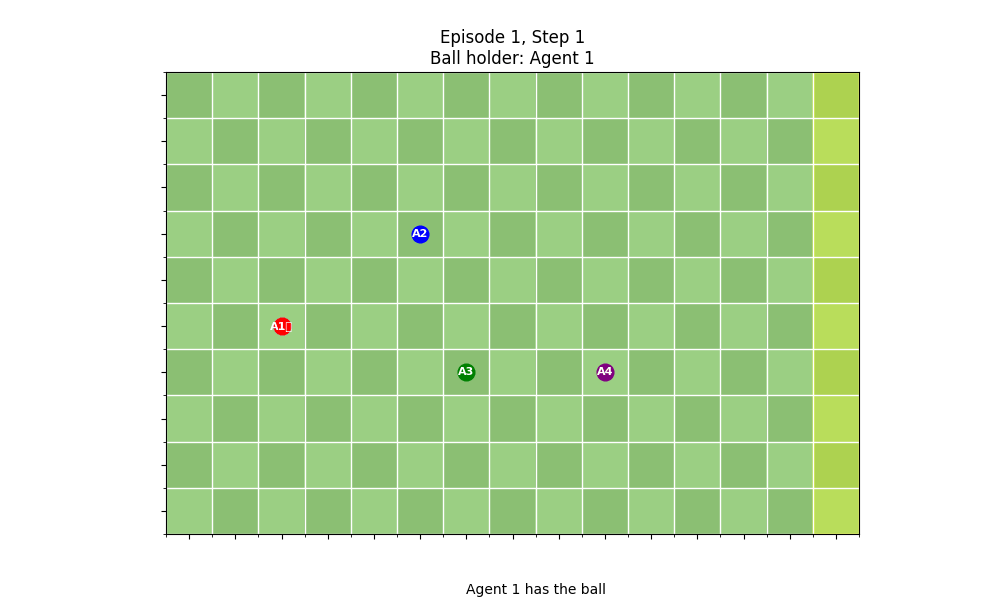 Episode 1, Step 1
Ball holder: Agent 1
A2
A1
A3
A4
Agent 1 has the ball